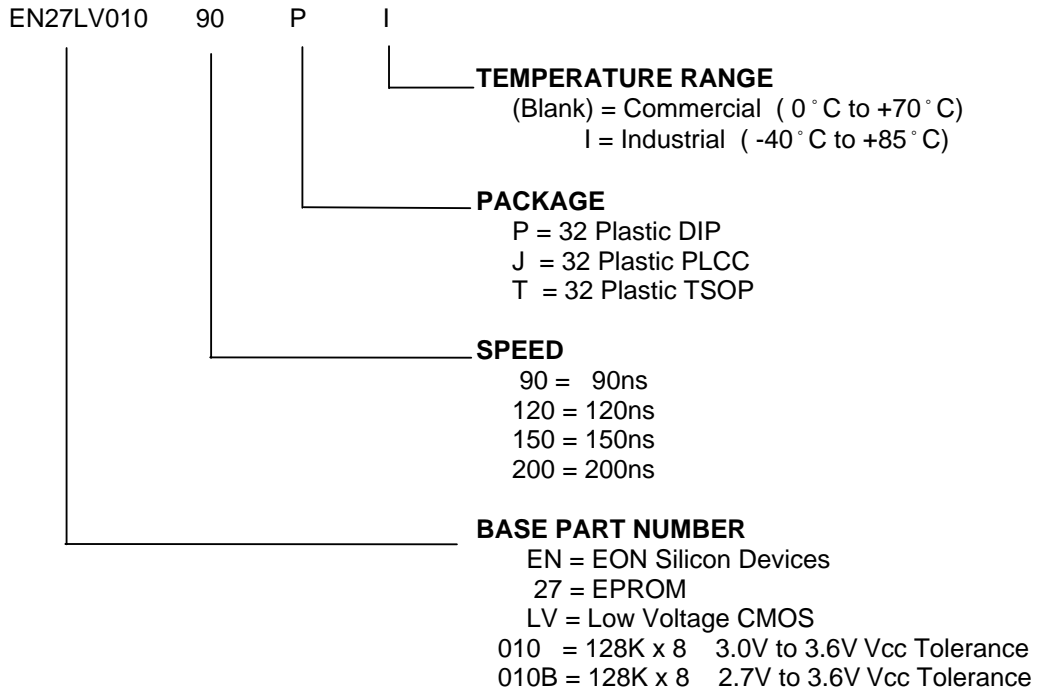 EN27LV010 90 P I
TEMPERATURE RANGE
(Blank) = Commercial ( 0°C to +70°C)
I = Industrial ( -40°C to +85°C)
PACKAGE
P = 32 Plastic DIP
J = 32 Plastic PLCC
T = 32 Plastic TSOP
SPEED
90 = 90ns
120 = 120ns
150 = 150ns
200 = 200ns
BASE PART NUMBER
EN = EON Silicon Devices
27 = EPROM
LV = Low Voltage CMOS
010 = 128K x 8 3.0V to 3.6V Vcc Tolerance
010B = 128K x 8 2.7V to 3.6V Vcc Tolerance